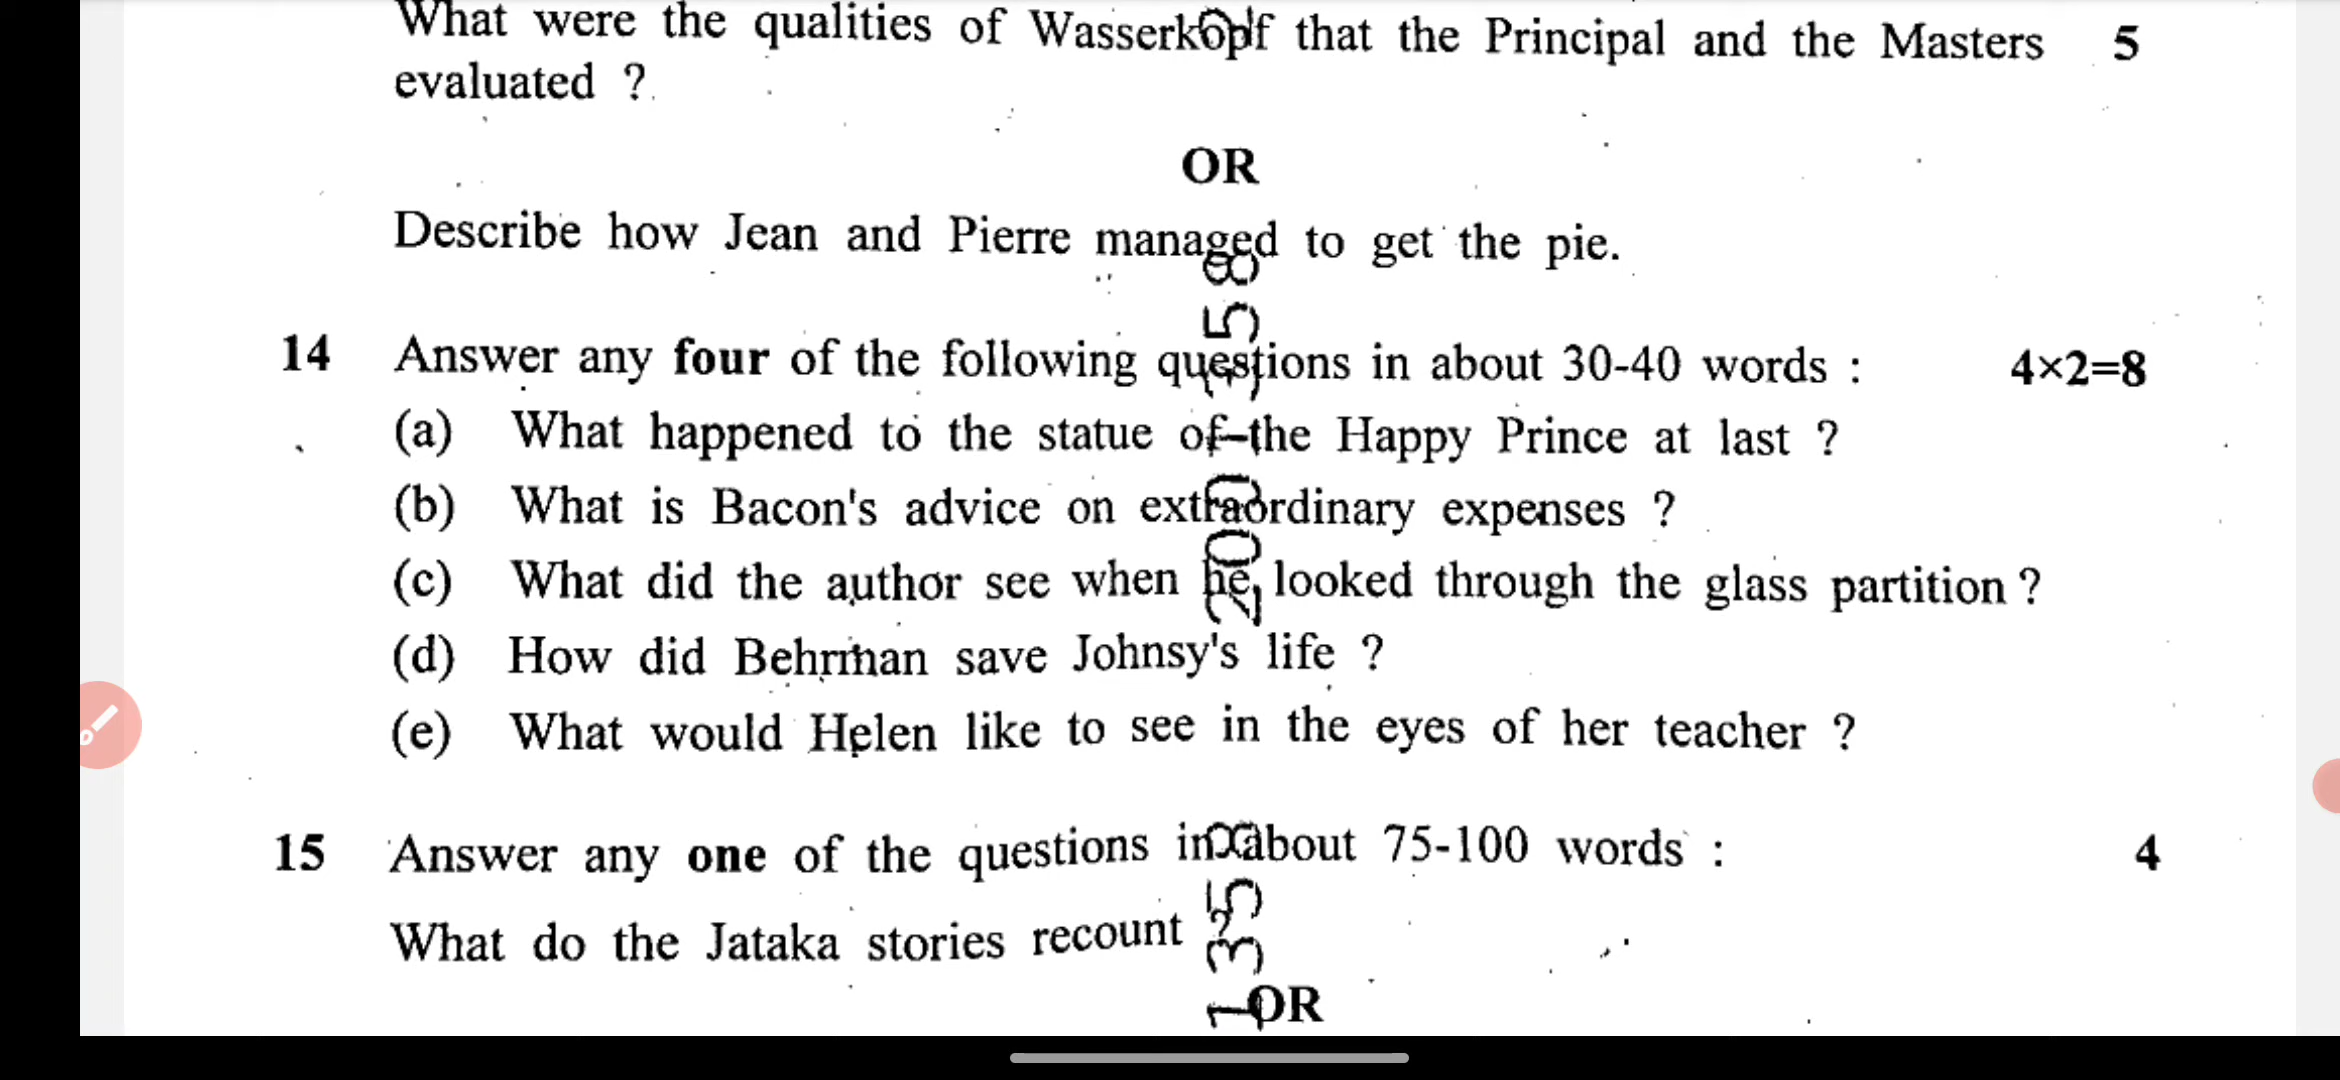 What were the qualities of Wasserkopf that the Principal and the Masters 5
evaluated ?
OR
Describe how Jean and Pierre managed to get the pie.
14 Answer any four of the following questions in about 30-40 words : 4×2=8
(a) What happened to the statue of the Happy Prince at last ?
(b) What is Bacon's advice on extraordinary expenses ?
(c) What did the author see when he looked through the glass partition ?
(d) How did Behrman save Johnsy's life ?
(e) What would Helen like to see in the eyes of her teacher ?
15 Answer any one of the questions in about 75-100 words : 4
What do the Jataka stories recount ?
OR